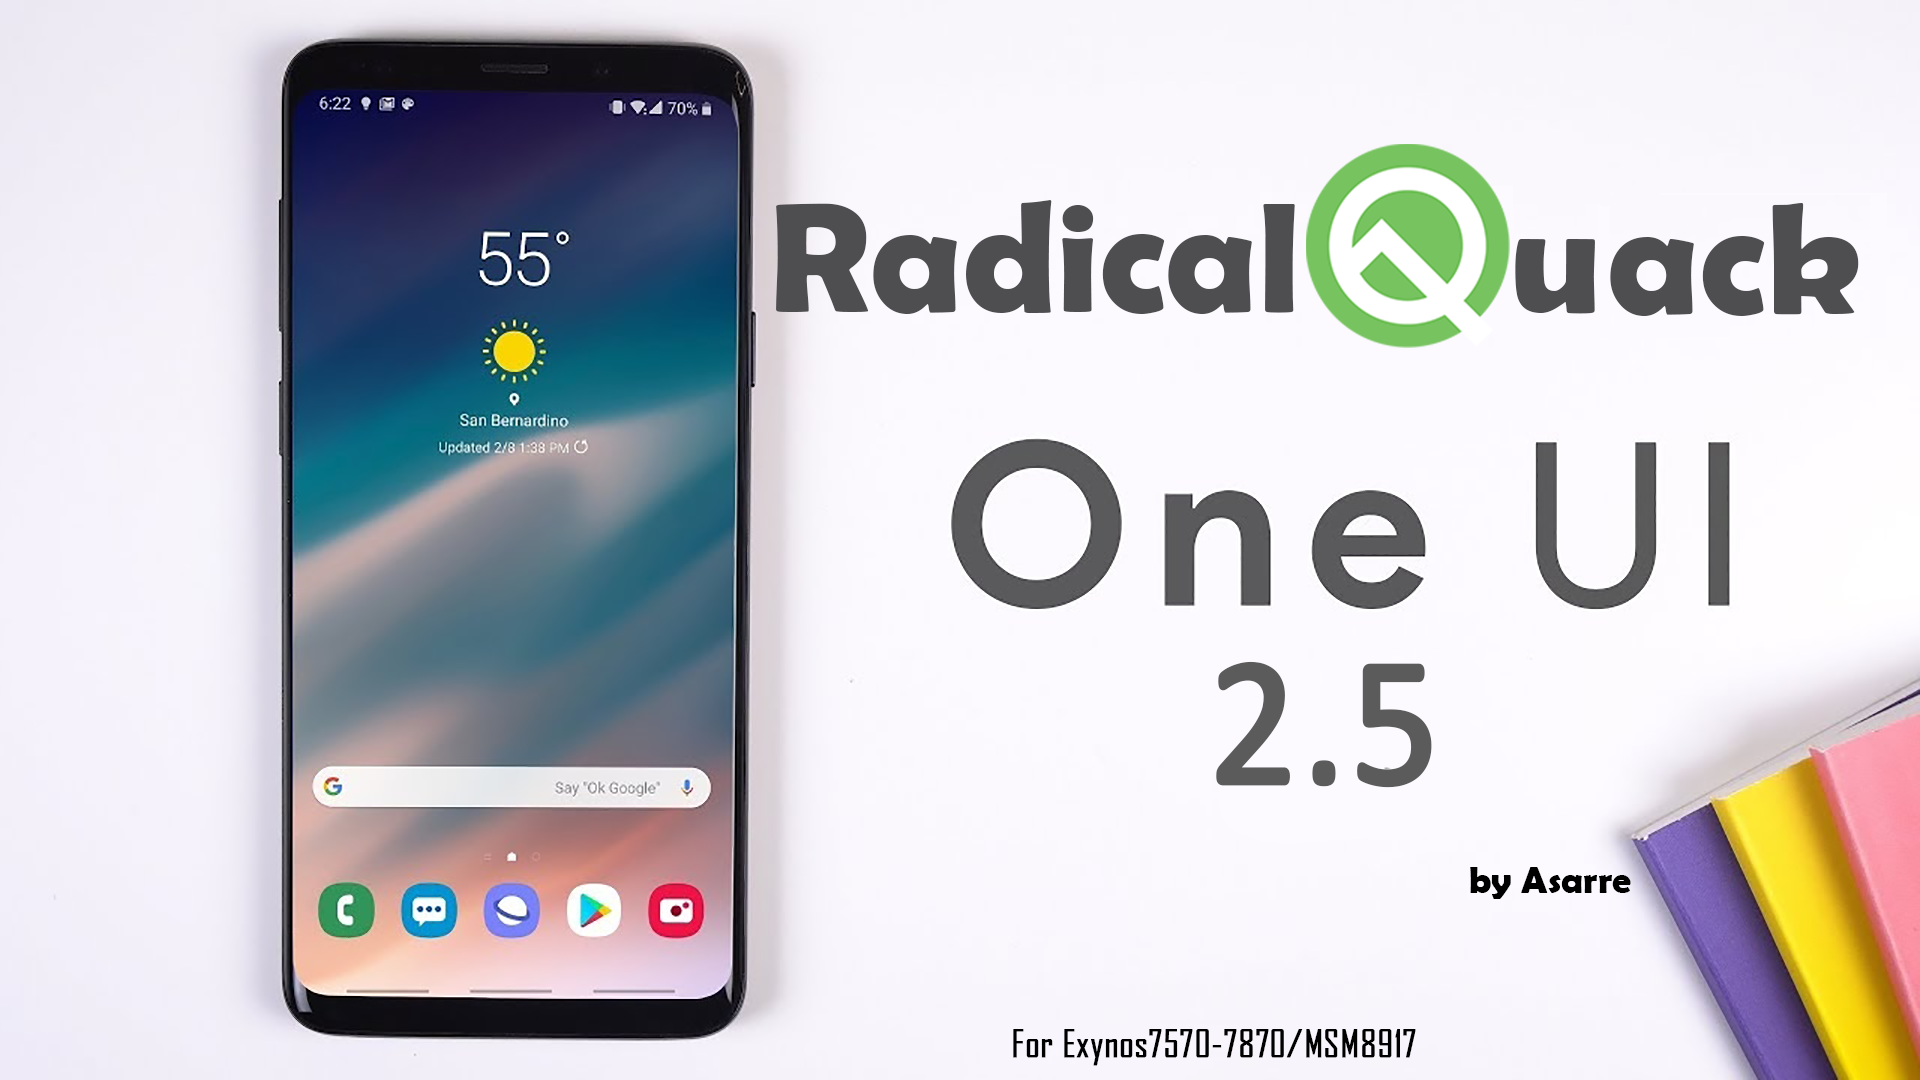 6:22
70%
55°
San Bernardino
Updated 2/8 1:38 PM
Say "Ok Google"
RadicalQuack
One UI
2.5
by Asarre
For Exynos7570-7870/MSM8917